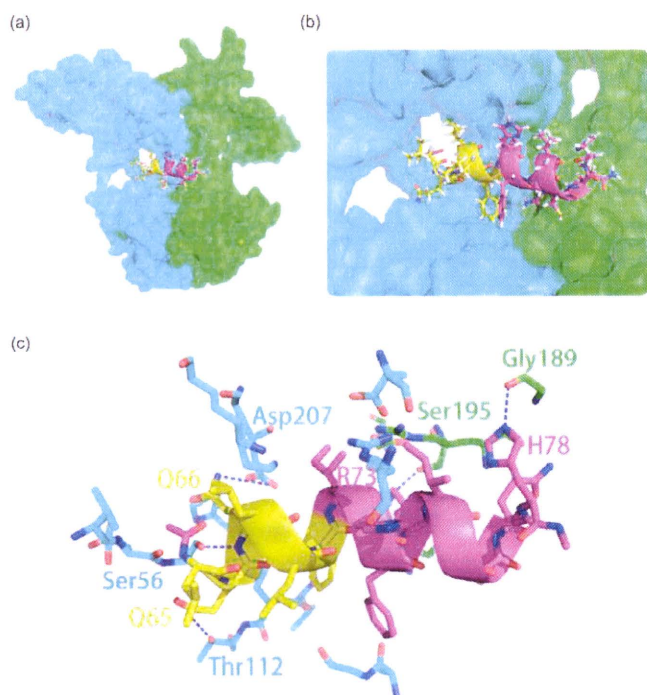 (a)
(b)
(c)
Gly189
Asp207
Ser195
H78
Q66
R73
Ser56
Q65
Thr112